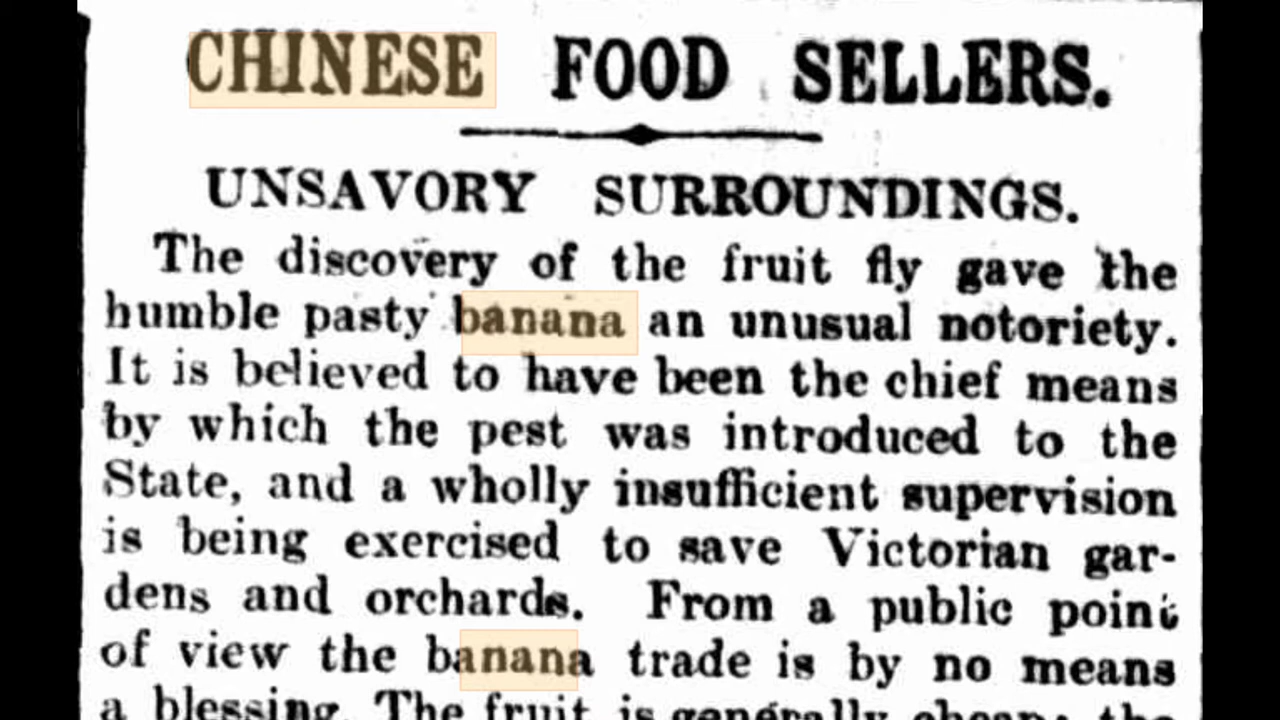 CHINESE FOOD SELLERS.
UNSAVORY SURROUNDINGS.
The discovery of the fruit fly gave the
humble pasty banana an unusual notoriety.
It is believed to have been the chief means
by which the pest was introduced to the
State, and a wholly insufficient supervision
is being exercised to save Victorian gar-
dens and orchards. From a public point
of view the banana trade is by no means
a blessing. The fruit is generally cheap; the